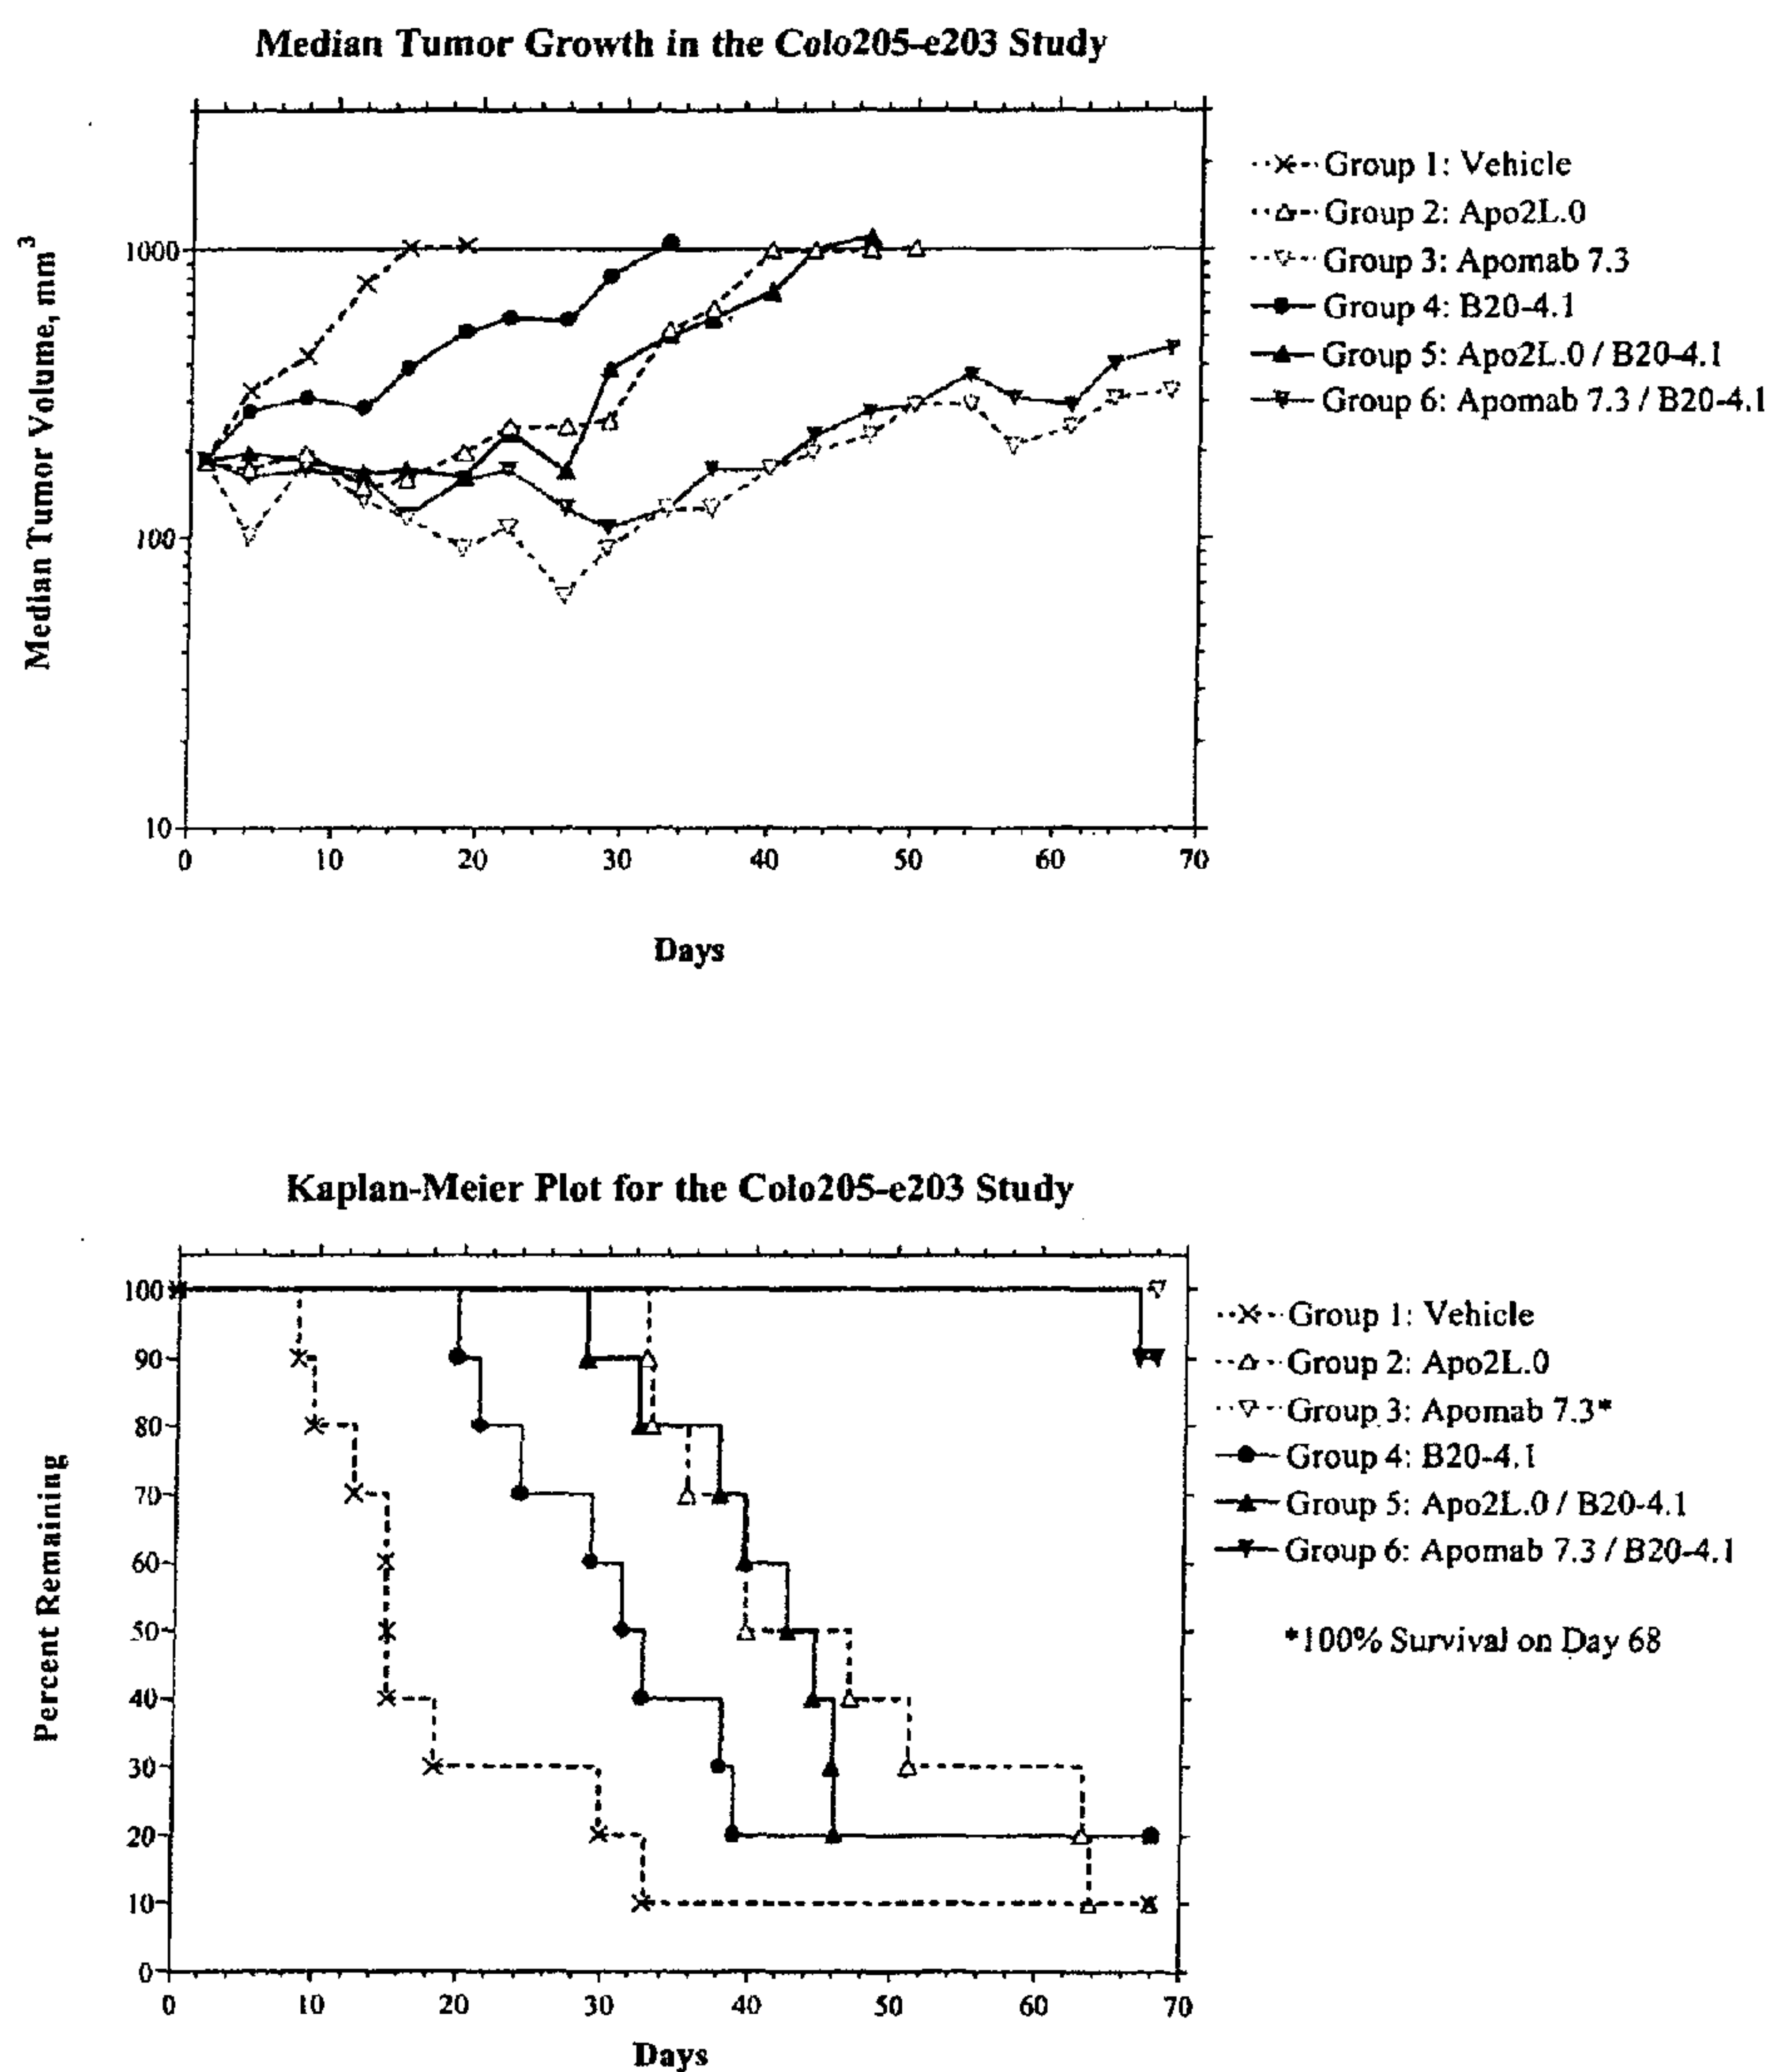 Median Tumor Growth in the Colo205-e203 Study
Median Tumor Volume, mm³
1000
100
10
0 10 20 30 40 50 60 70
Days
Group 1: Vehicle
Group 2: Apo2L.0
Group 3: Apomab 7.3
Group 4: B20-4.1
Group 5: Apo2L.0 / B20-4.1
Group 6: Apomab 7.3 / B20-4.1
Kaplan-Meier Plot for the Colo205-e203 Study
Percent Remaining
100
90
80
70
60
50
40
30
20
10
0
0 10 20 30 40 50 60 70
Days
Group 1: Vehicle
Group 2: Apo2L.0
Group 3: Apomab 7.3*
Group 4: B20-4.1
Group 5: Apo2L.0 / B20-4.1
Group 6: Apomab 7.3 / B20-4.1
*100% Survival on Day 68